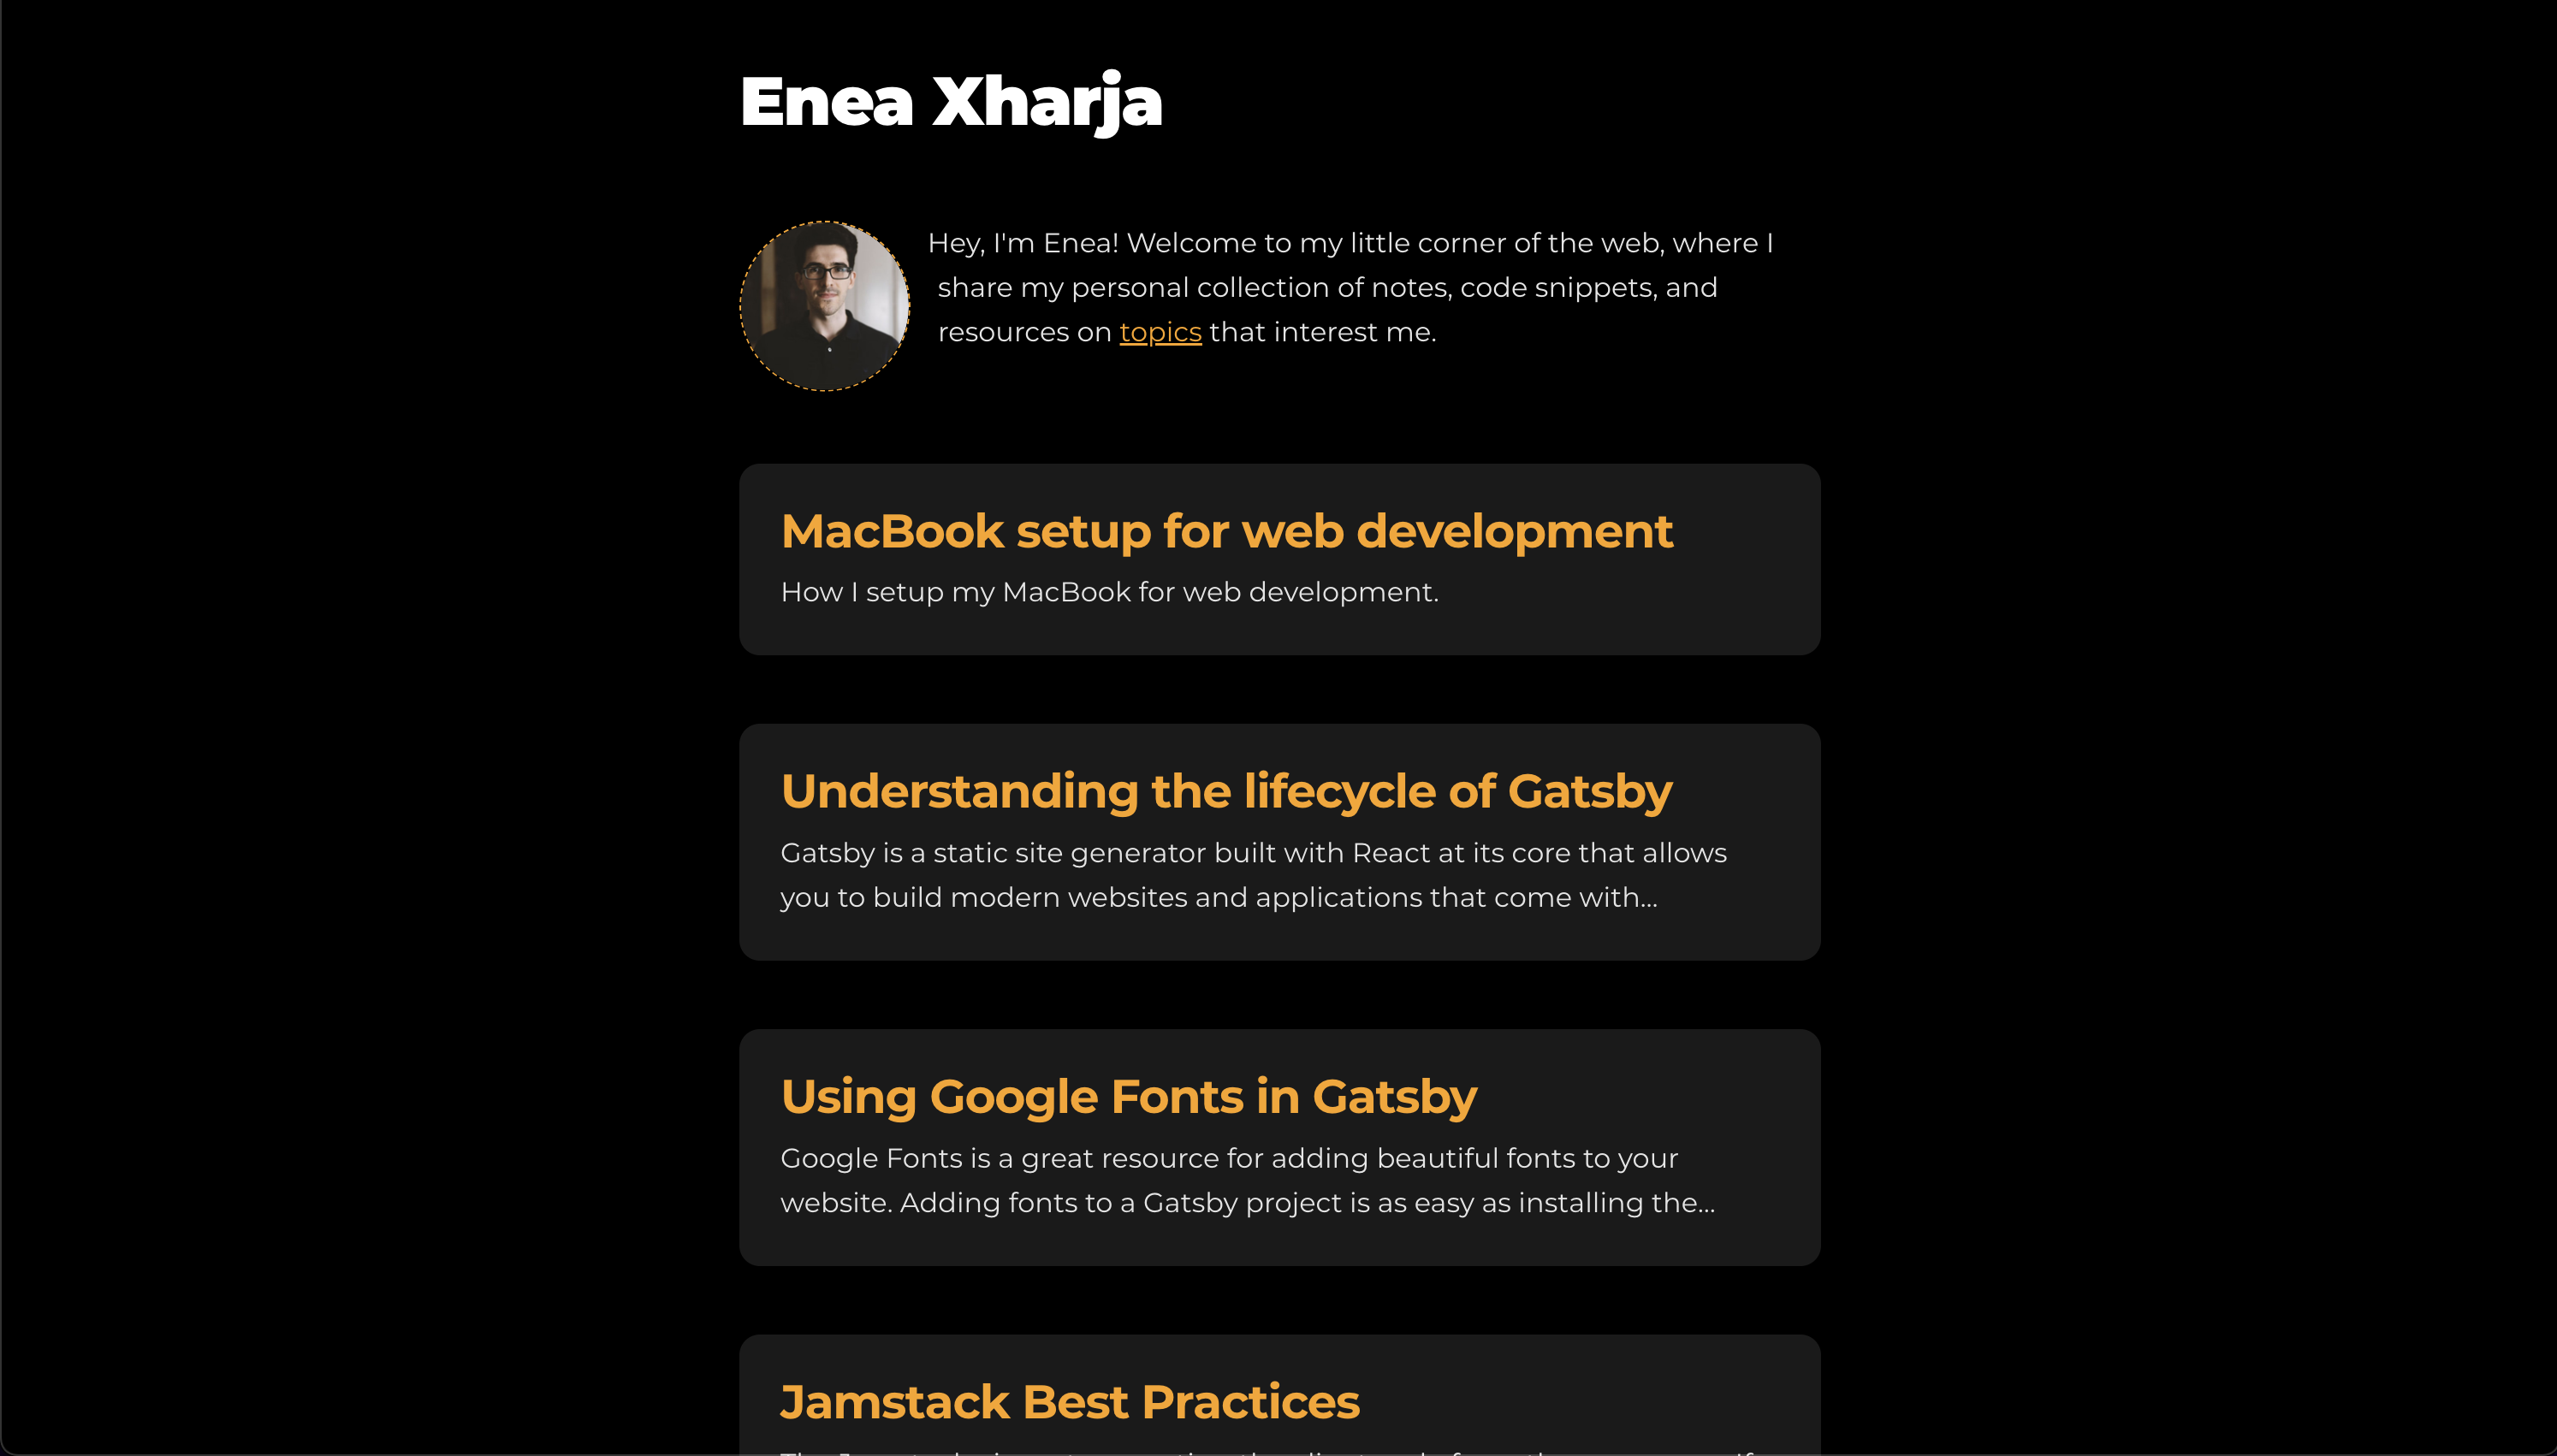 Enea Xharja
Hey, I'm Enea! Welcome to my little corner of the web, where I
share my personal collection of notes, code snippets, and
resources on topics that interest me.
MacBook setup for web development
How I setup my MacBook for web development.
Understanding the lifecycle of Gatsby
Gatsby is a static site generator built with React at its core that allows
you to build modern websites and applications that come with...
Using Google Fonts in Gatsby
Google Fonts is a great resource for adding beautiful fonts to your
website. Adding fonts to a Gatsby project is as easy as installing the...
Jamstack Best Practices